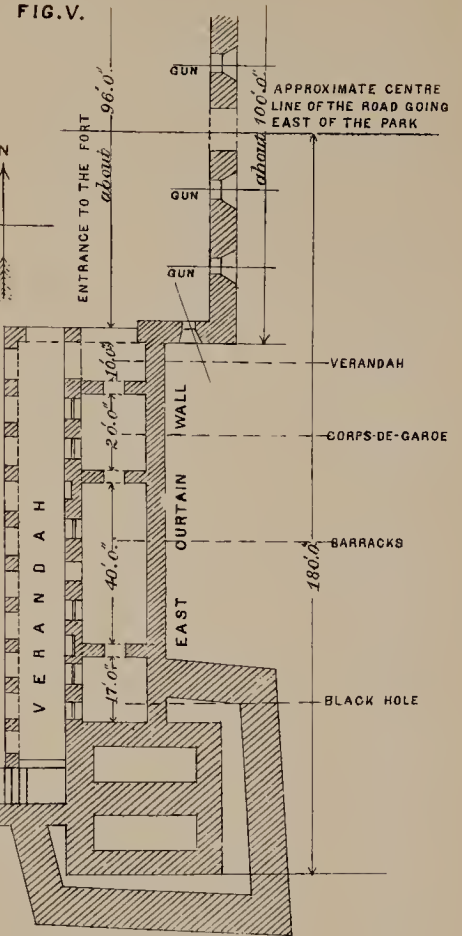 FIG.V.
GUN
96'.0"
about
ENTRANCE TO THE FORT
about 100'.0"
APPROXIMATE CENTRE
LINE OF THE ROAD GOING
EAST OF THE PARK
N
GUN
GUN
10'.0"
VERANDAH
20'.0"
CORPS-DE-GAROE
EAST CURTAIN WALL
VERANDAH
40'.0"
BARRACKS
180'.0"
17'.0"
BLACK HOLE